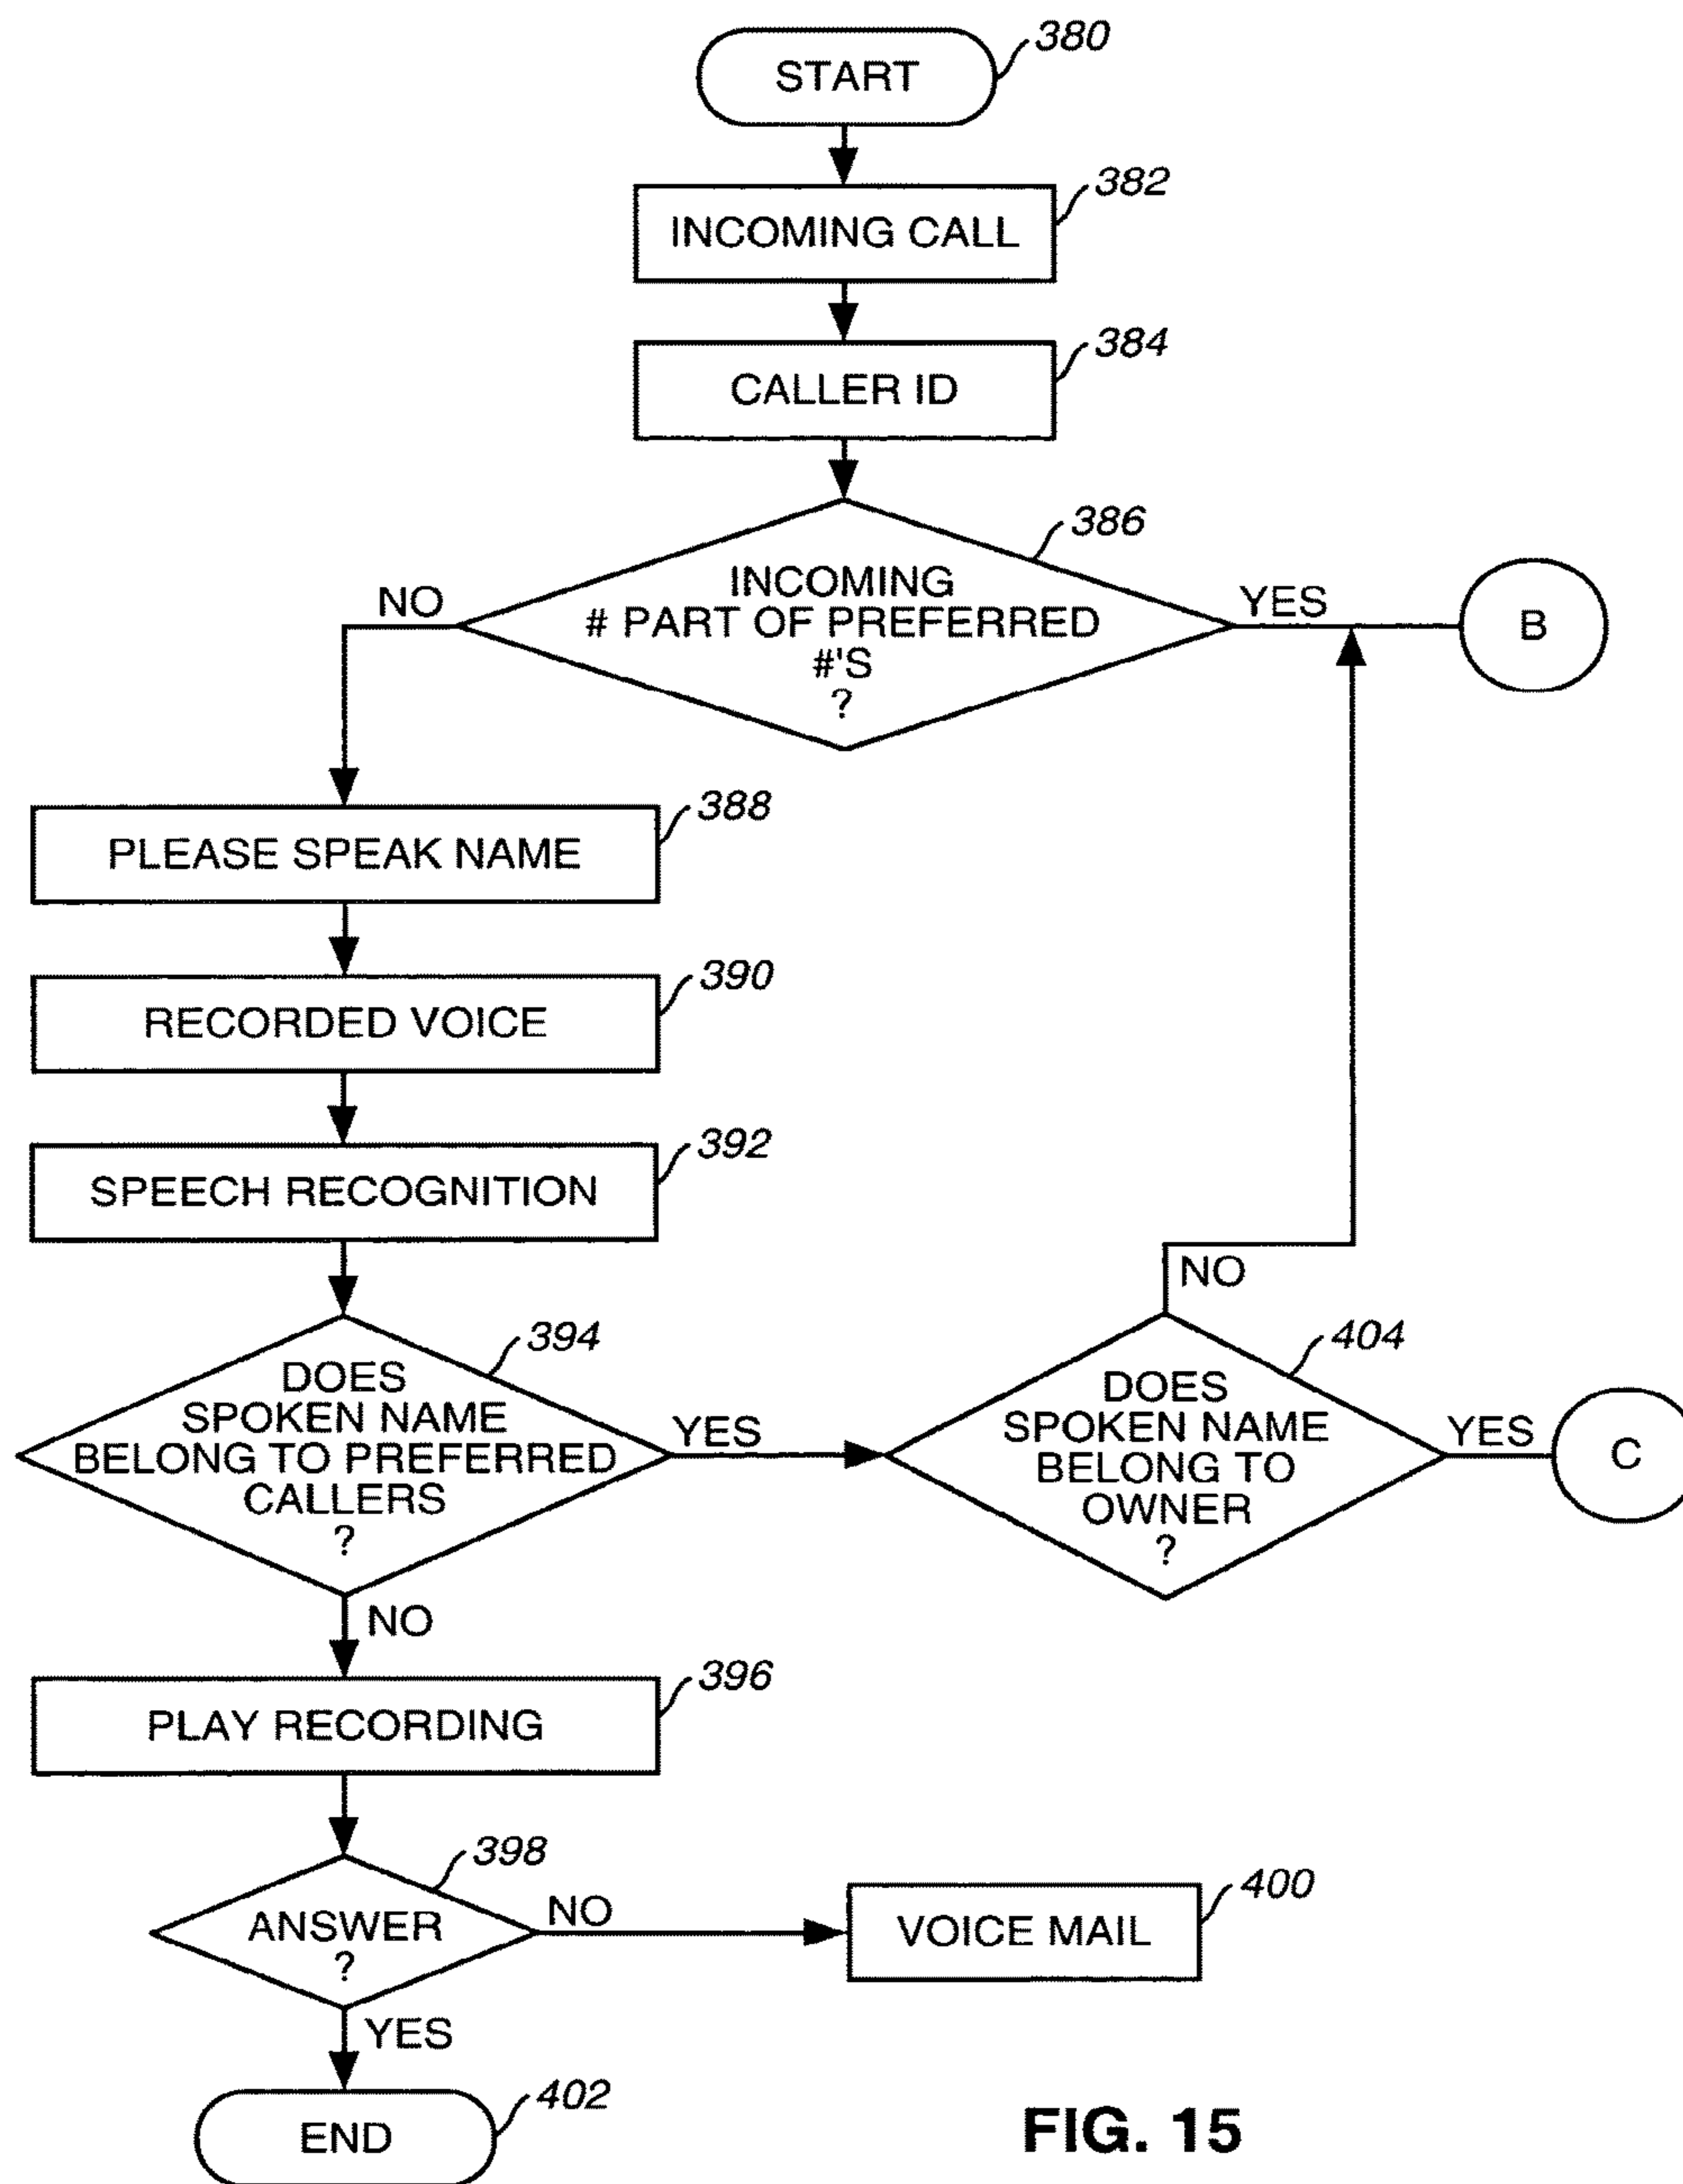 380
START
382
INCOMING CALL
384
CALLER ID
386
INCOMING
# PART OF PREFERRED
#'S
?
NO
YES
B
388
PLEASE SPEAK NAME
390
RECORDED VOICE
392
SPEECH RECOGNITION
394
DOES
SPOKEN NAME
BELONG TO PREFERRED
CALLERS
?
YES
NO
404
DOES
SPOKEN NAME
BELONG TO
OWNER
?
NO
YES
C
396
PLAY RECORDING
398
ANSWER
?
NO
400
VOICE MAIL
YES
402
END
FIG. 15